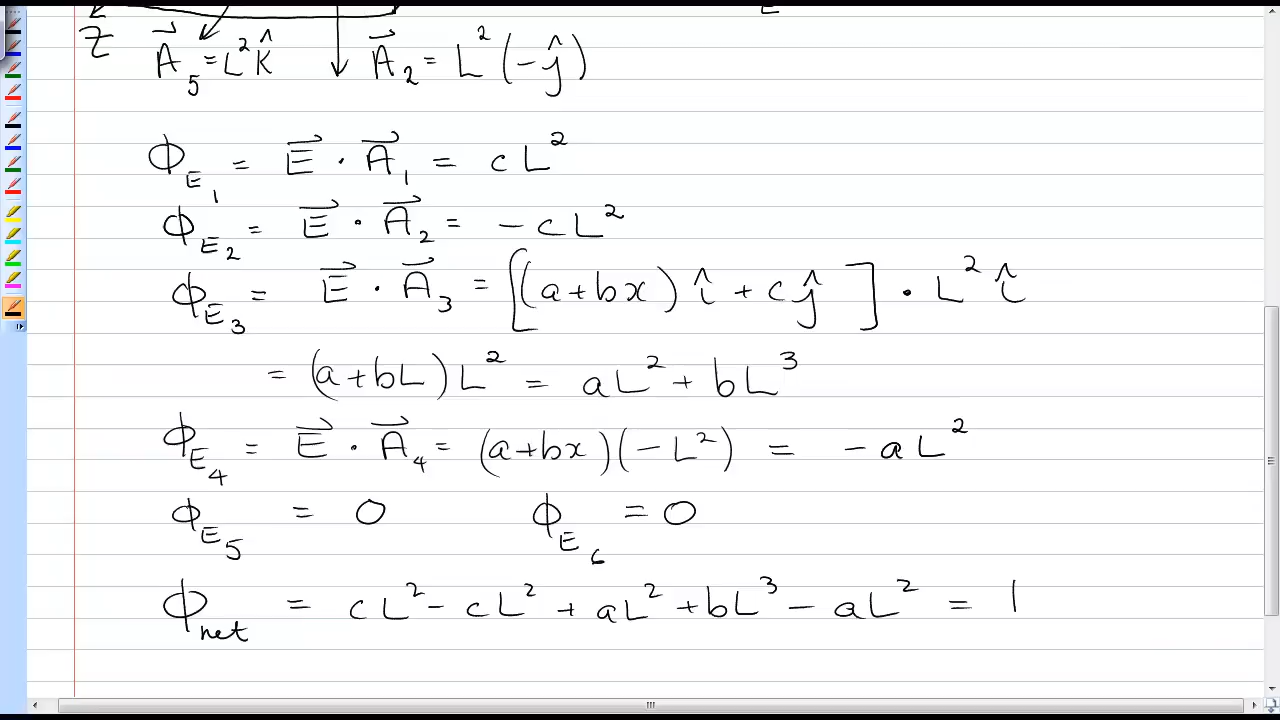 Z A⃗₅ = L² K̂ A⃗₂ = L² (-ĵ)
Φ_E₁ = E⃗ · A⃗₁ = cL²
Φ_E₂ = E⃗ · A⃗₂ = -cL²
Φ_E₃ = E⃗ · A⃗₃ = [(a+bx) î + c ĵ] · L² î
= (a+bL) L² = aL² + bL³
Φ_E₄ = E⃗ · A⃗₄ = (a+bx)(-L²) = -aL²
Φ_E₅ = 0 Φ_E₆ = 0
Φ_net = cL² - cL² + aL² + bL³ - aL² =